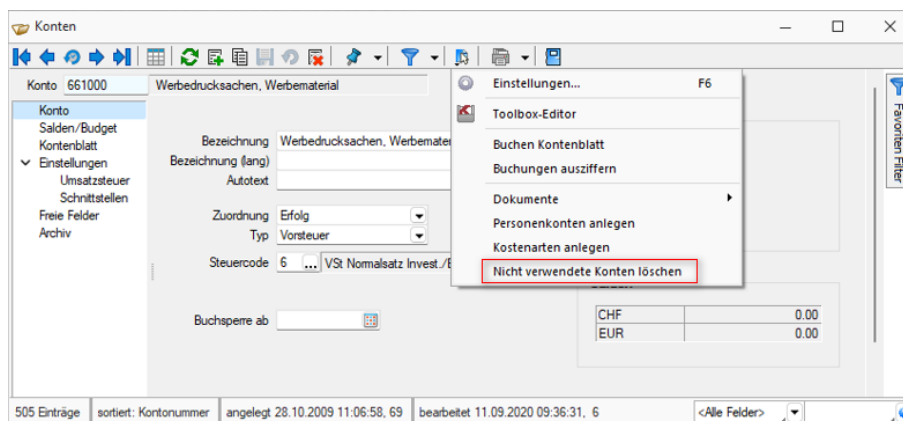 Konten
Konto 661000 Werbedrucksachen, Werbematerial
Konto
Salden/Budget
Kontenblatt
Einstellungen
Umsatzsteuer
Schnittstellen
Freie Felder
Archiv
Bezeichnung Werbedrucksachen, Werbemater
Bezeichnung (lang)
Autotext
Zuordnung Erfolg
Typ Vorsteuer
Steuercode 6 ... VSt Normalsatz Invest./B
Buchsperre ab
Einstellungen... F6
Toolbox-Editor
Buchen Kontenblatt
Buchungen ausziffern
Dokumente
Personenkonten anlegen
Kostenarten anlegen
Nicht verwendete Konten löschen
CHF 0.00
EUR 0.00
Favoriten Filter
505 Einträge sortiert: Kontonummer angelegt 28.10.2009 11:06:58, 69 bearbeitet 11.09.2020 09:36:31, 6 <Alle Felder>